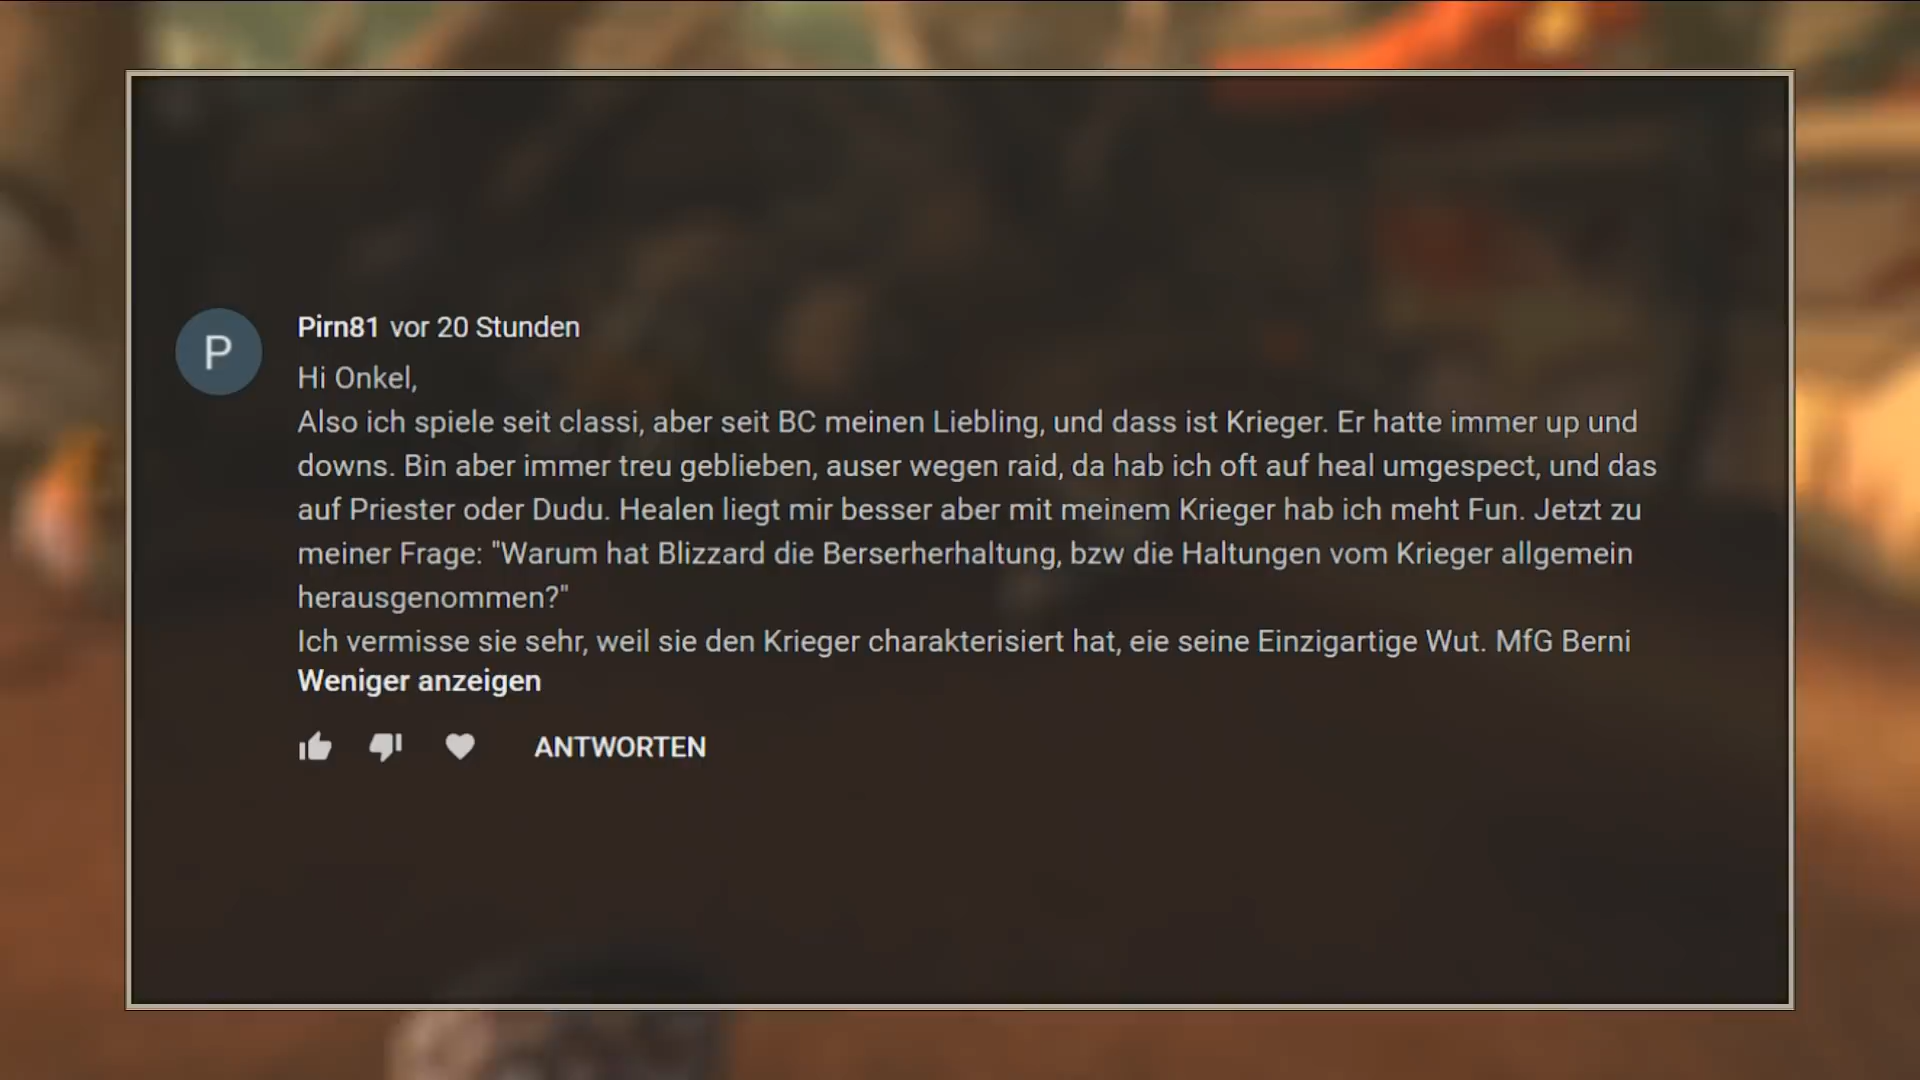 P
Pirn81 vor 20 Stunden
Hi Onkel,
Also ich spiele seit classi, aber seit BC meinen Liebling, und dass ist Krieger. Er hatte immer up und
downs. Bin aber immer treu geblieben, auser wegen raid, da hab ich oft auf heal umgespect, und das
auf Priester oder Dudu. Healen liegt mir besser aber mit meinem Krieger hab ich meht Fun. Jetzt zu
meiner Frage: "Warum hat Blizzard die Berserherhaltung, bzw die Haltungen vom Krieger allgemein
herausgenommen?"
Ich vermisse sie sehr, weil sie den Krieger charakterisiert hat, eie seine Einzigartige Wut. MfG Berni
Weniger anzeigen
ANTWORTEN